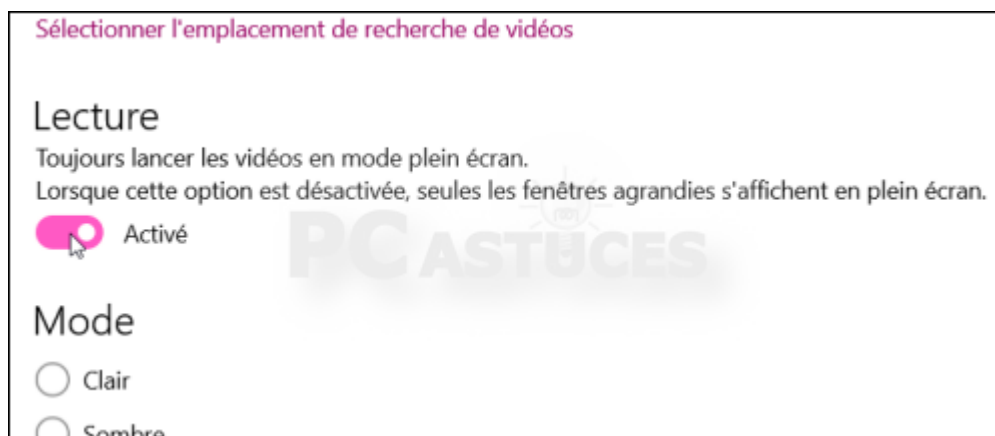 Sélectionner l'emplacement de recherche de vidéos
Lecture
Toujours lancer les vidéos en mode plein écran.
Lorsque cette option est désactivée, seules les fenêtres agrandies s'affichent en plein écran.
Activé
PC ASTUCES
Mode
Clair
Sombre